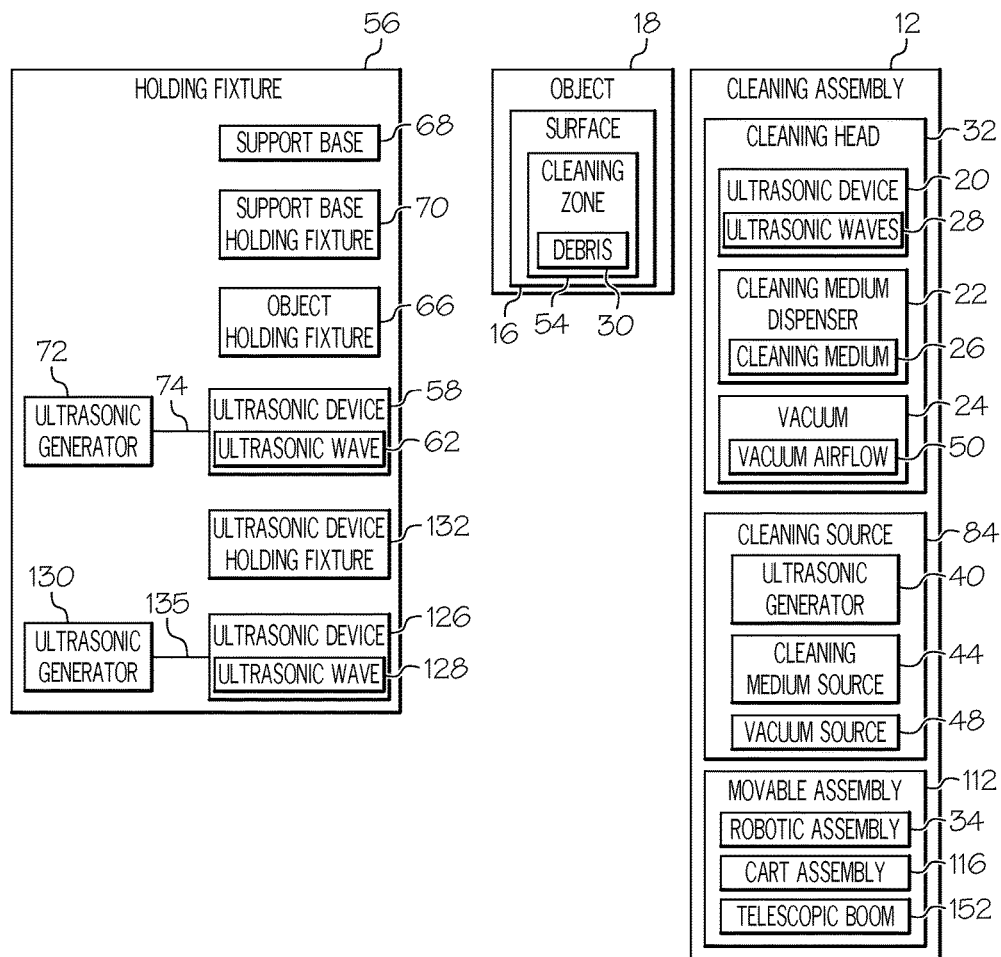 56
HOLDING FIXTURE
68
SUPPORT BASE
70
SUPPORT BASE
HOLDING FIXTURE
66
OBJECT
HOLDING FIXTURE
72
ULTRASONIC
GENERATOR
74
58
ULTRASONIC DEVICE
62
ULTRASONIC WAVE
132
ULTRASONIC DEVICE
HOLDING FIXTURE
130
ULTRASONIC
GENERATOR
135
126
ULTRASONIC DEVICE
128
ULTRASONIC WAVE
18
OBJECT
SURFACE
CLEANING
ZONE
DEBRIS
16
54
30
12
CLEANING ASSEMBLY
CLEANING HEAD
32
ULTRASONIC DEVICE
20
ULTRASONIC WAVES
28
CLEANING MEDIUM
DISPENSER
22
CLEANING MEDIUM
26
VACUUM
24
VACUUM AIRFLOW
50
CLEANING SOURCE
84
ULTRASONIC
GENERATOR
40
CLEANING
MEDIUM SOURCE
44
VACUUM SOURCE
48
MOVABLE ASSEMBLY
112
ROBOTIC ASSEMBLY
34
CART ASSEMBLY
116
TELESCOPIC BOOM
152